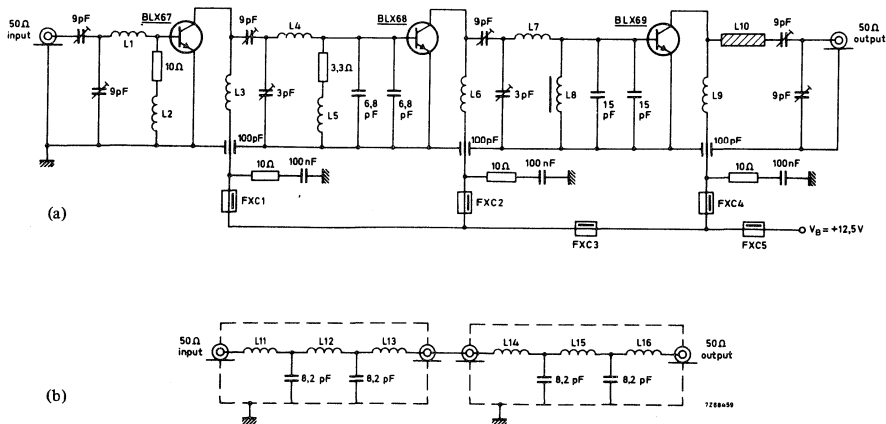 (a)
50Ω input
9pF
9pF
L1
10Ω
L2
BLX67
L3
9pF
3pF
L4
3,3Ω
L5
6,8 pF
6,8 pF
BLX68
L6
9pF
3pF
L7
L8
15 pF
15 pF
BLX69
L9
L10
9pF
9pF
50Ω output
100pF
100pF
100pF
10Ω
100nF
10Ω
100nF
10Ω
100nF
FXC1
FXC2
FXC3
FXC4
FXC5
VB = +12,5V
(b)
50Ω input
L11
L12
L13
8,2 pF
8,2 pF
L14
L15
L16
8,2 pF
8,2 pF
50Ω output
7Z68659